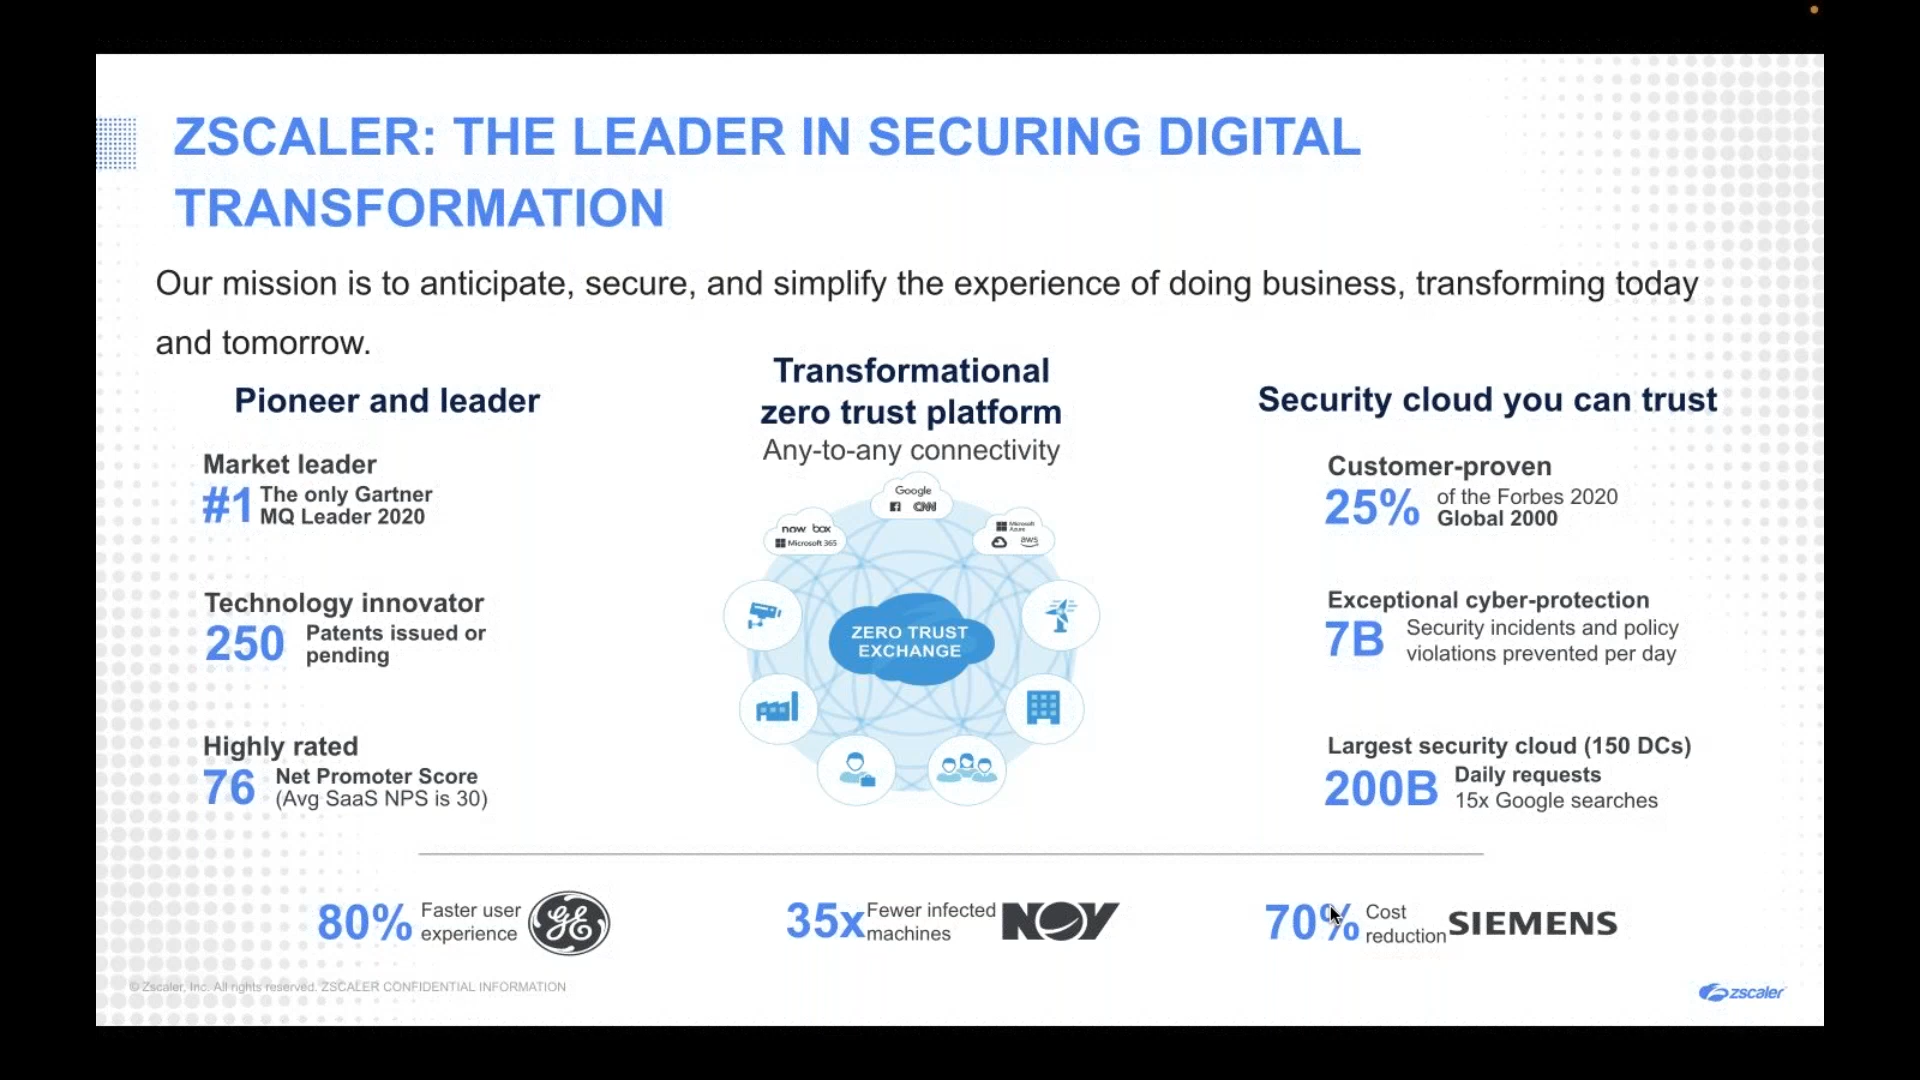 ZSCALER: THE LEADER IN SECURING DIGITAL
TRANSFORMATION
Our mission is to anticipate, secure, and simplify the experience of doing business, transforming today
and tomorrow.
Pioneer and leader
Market leader
#1 The only Gartner
MQ Leader 2020
Technology innovator
250 Patents issued or
pending
Highly rated
76 Net Promoter Score
(Avg SaaS NPS is 30)
Transformational
zero trust platform
Any-to-any connectivity
Google
CNN
now box
Microsoft 365
Microsoft
Azure
aws
ZERO TRUST
EXCHANGE
Security cloud you can trust
Customer-proven
25% of the Forbes 2020
Global 2000
Exceptional cyber-protection
7B Security incidents and policy
violations prevented per day
Largest security cloud (150 DCs)
200B Daily requests
15x Google searches
80% Faster user
experience
GE
35x Fewer infected
machines
NOV
70% Cost
reduction
SIEMENS
© Zscaler, Inc. All rights reserved. ZSCALER CONFIDENTIAL INFORMATION
zscaler